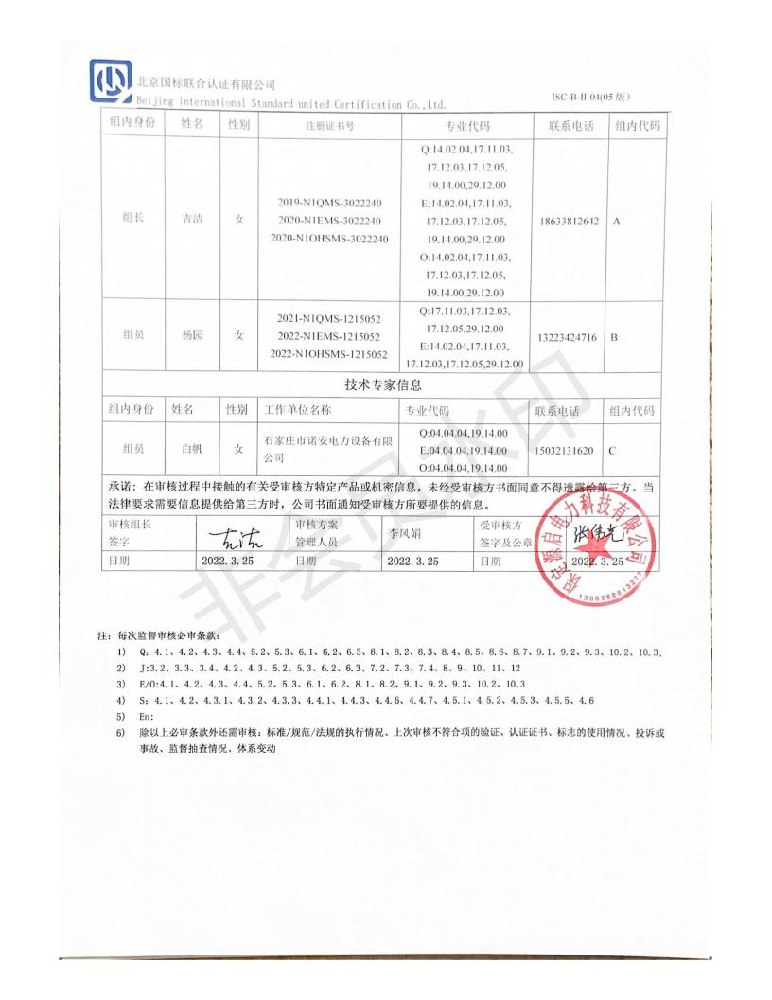 北京国标联合认证有限公司
Beijing International Standard united Certification Co.,Ltd.
ISC-B-II-04(05 版)
组内身份 姓名 性别 注册证书号 专业代码 联系电话 组内代码
组长 吉洁 女 2019-N1QMS-3022240
2020-N1EMS-3022240
2020-N1OHSMS-3022240
Q:14.02.04,17.11.03,
17.12.03,17.12.05,
19.14.00,29.12.00
E:14.02.04,17.11.03,
17.12.03,17.12.05,
19.14.00,29.12.00
O:14.02.04,17.11.03,
17.12.03,17.12.05,
19.14.00,29.12.00
18633812642 A
组员 杨园 女 2021-N1QMS-1215052
2022-N1EMS-1215052
2022-N1OHSMS-1215052
Q:17.11.03,17.12.03,
17.12.05,29.12.00
E:14.02.04,17.11.03,
17.12.03,17.12.05,29.12.00
13223424716 B
技术专家信息
组内身份 姓名 性别 工作单位名称 专业代码 联系电话 组内代码
组员 白帆 女 石家庄市诺安电力设备有限
公司
Q:04.04.04,19.14.00
E:04.04.04,19.14.00
O:04.04.04,19.14.00
15032131620 C
承诺：在审核过程中接触的有关受审核方特定产品或机密信息，未经受审核方书面同意不得透露给第三方。当
法律要求需要信息提供给第三方时，公司书面通知受审核方所要提供的信息。
审核组长
签字
吉洁
审核方案
管理人员
李凤娟
受审核方
签字及公章
张伟光
日期 2022.3.25 日期 2022.3.25 日期 2022.3.25
保定源启电力科技有限公司
非会员水印
注：每次监督审核必审条款：
1) Q: 4.1、4.2、4.3、4.4、5.2、5.3、6.1、6.2、6.3、8.1、8.2、8.3、8.4、8.5、8.6、8.7、9.1、9.2、9.3、10.2、10.3;
2) J:3.2、3.3、3.4、4.2、4.3、5.2、5.3、6.2、6.3、7.2、7.3、7.4、8、9、10、11、12
3) E/O:4.1、4.2、4.3、4.4、5.2、5.3、6.1、6.2、8.1、8.2、9.1、9.2、9.3、10.2、10.3
4) S: 4.1、4.2、4.3.1、4.3.2、4.3.3、4.4.1、4.4.3、4.4.6、4.4.7、4.5.1、4.5.2、4.5.3、4.5.5、4.6
5) En:
6) 除以上必审条款外还需审核：标准/规范/法规的执行情况、上次审核不符合项的验证、认证证书、标志的使用情况、投诉或
事故、监督抽查情况、体系变动